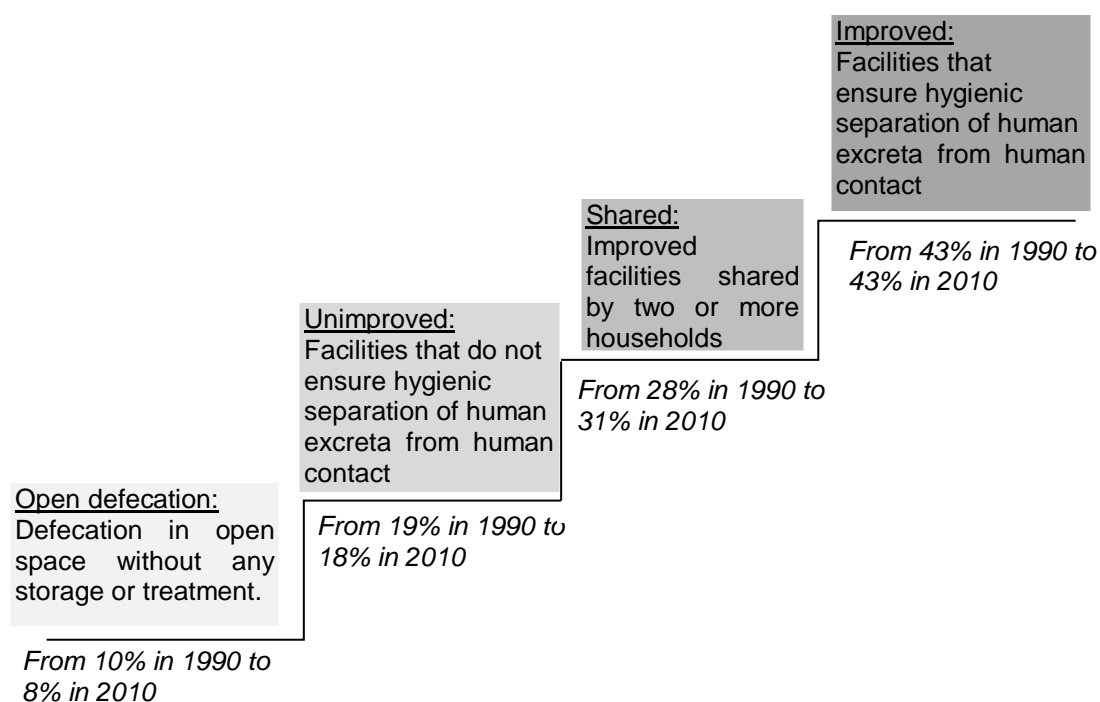 Improved:
Facilities that
ensure hygienic
separation of human
excreta from human
contact
From 43% in 1990 to
43% in 2010
Shared:
Improved
facilities shared
by two or more
households
From 28% in 1990 to
31% in 2010
Unimproved:
Facilities that do not
ensure hygienic
separation of human
excreta from human
contact
From 19% in 1990 to
18% in 2010
Open defecation:
Defecation in open
space without any
storage or treatment.
From 10% in 1990 to
8% in 2010